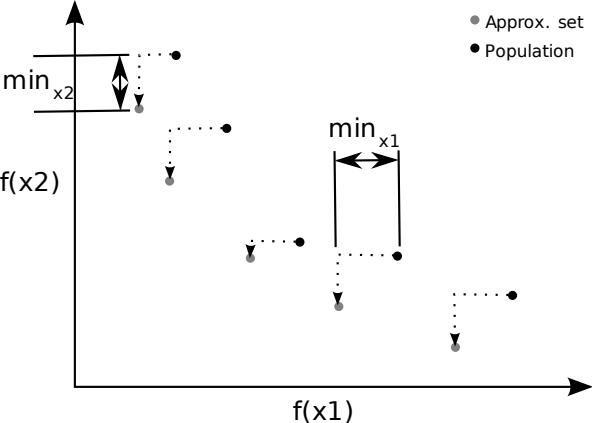 Approx. set
Population
min x2
min x1
f(x2)
f(x1)